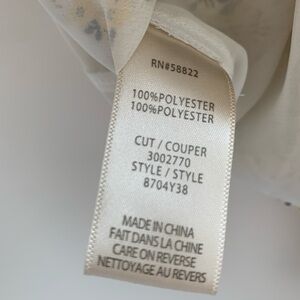 RN#58822
100%POLYESTER
100%POLYESTER
CUT / COUPER
3002770
STYLE / STYLE
8704Y38
MADE IN CHINA
FAIT DANS LA CHINE
CARE ON REVERSE
NETTOYAGE AU REVERS